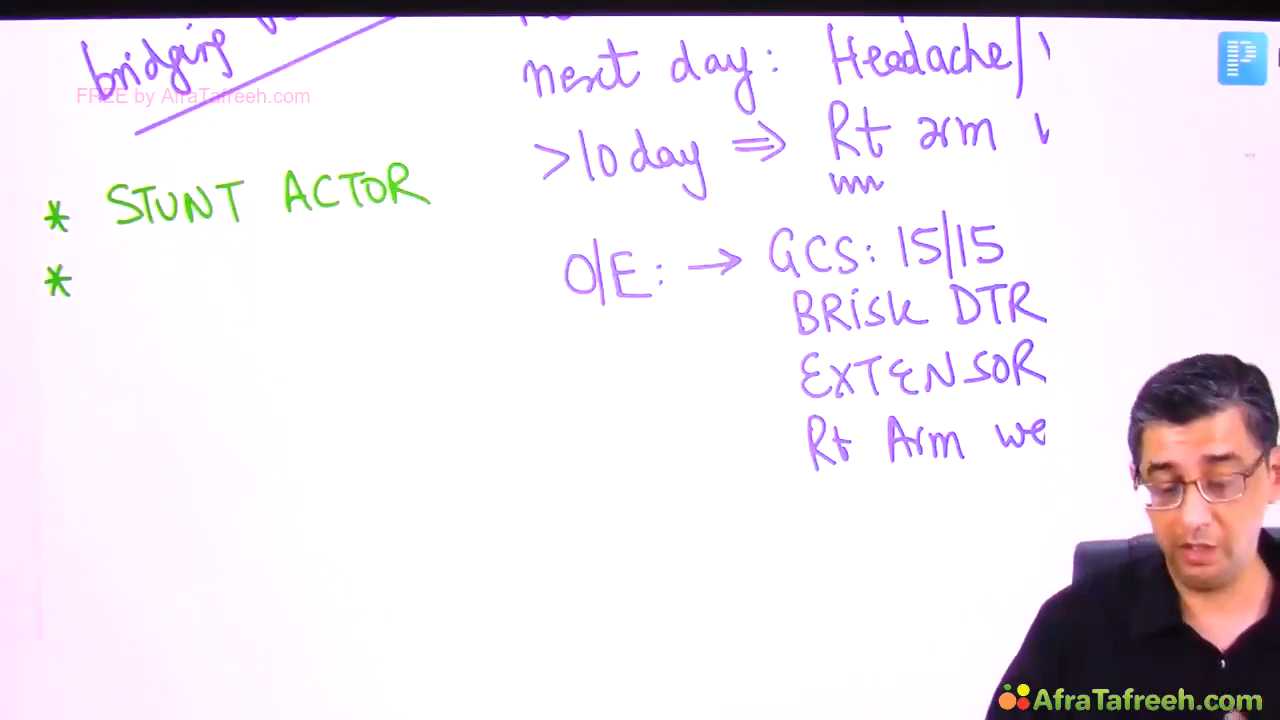 bridging
FREE by AfraTafreeh.com
* STUNT ACTOR
*
next day: Headache/
>10 day ⇒ Rt arm
O/E: → GCS: 15/15
BRisk DTR
EXTENSOR
Rt Arm we
P
AfraTafreeh.com